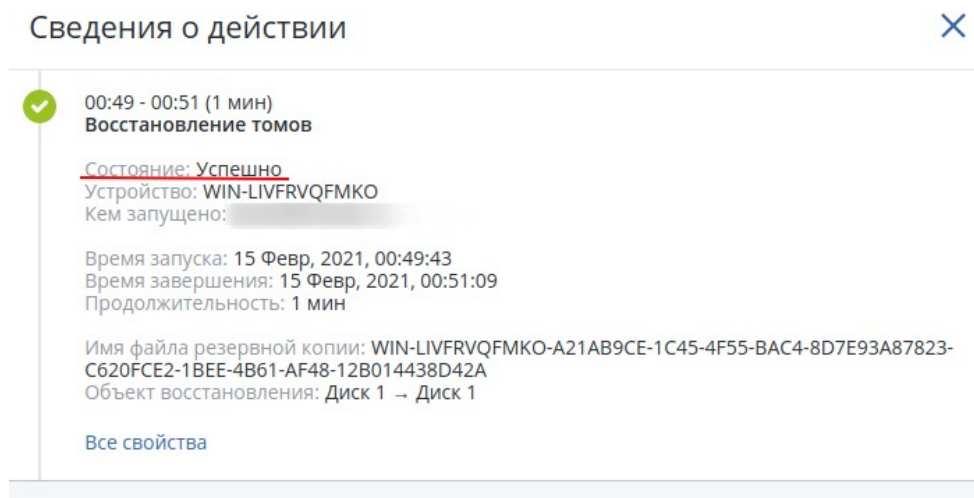 Сведения о действии
00:49 - 00:51 (1 мин)
Восстановление томов
Состояние: Успешно
Устройство: WIN-LIVFRVQFMKO
Кем запущено:
Время запуска: 15 Февр, 2021, 00:49:43
Время завершения: 15 Февр, 2021, 00:51:09
Продолжительность: 1 мин
Имя файла резервной копии: WIN-LIVFRVQFMKO-A21AB9CE-1C45-4F55-BAC4-8D7E93A87823-
C620FCE2-1BEE-4B61-AF48-12B014438D42A
Объект восстановления: Диск 1 → Диск 1
Все свойства